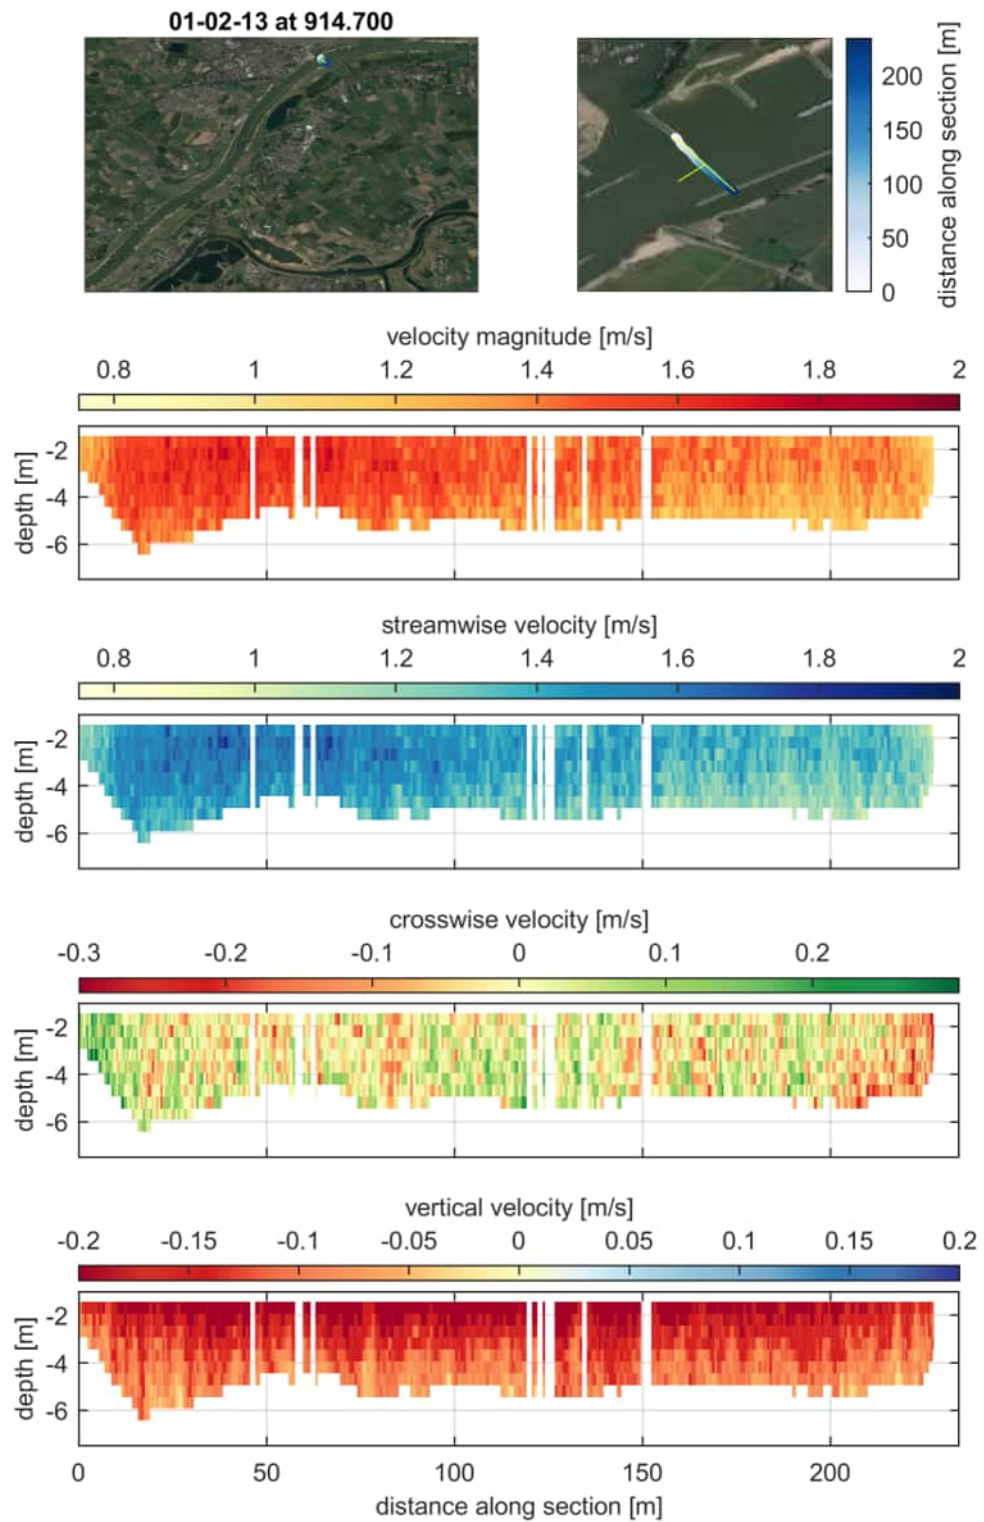 01-02-13 at 914.700
distance along section [m]
200
150
100
50
0
velocity magnitude [m/s]
0.8 1 1.2 1.4 1.6 1.8 2
depth [m]
-2
-4
-6
streamwise velocity [m/s]
0.8 1 1.2 1.4 1.6 1.8 2
depth [m]
-2
-4
-6
crosswise velocity [m/s]
-0.3 -0.2 -0.1 0 0.1 0.2
depth [m]
-2
-4
-6
vertical velocity [m/s]
-0.2 -0.15 -0.1 -0.05 0 0.05 0.1 0.15 0.2
depth [m]
-2
-4
-6
0 50 100 150 200
distance along section [m]